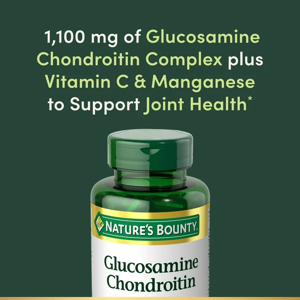 1,100 mg of Glucosamine
Chondroitin Complex plus
Vitamin C & Manganese
to Support Joint Health*
NATURE'S BOUNTY
Glucosamine
Chondroitin